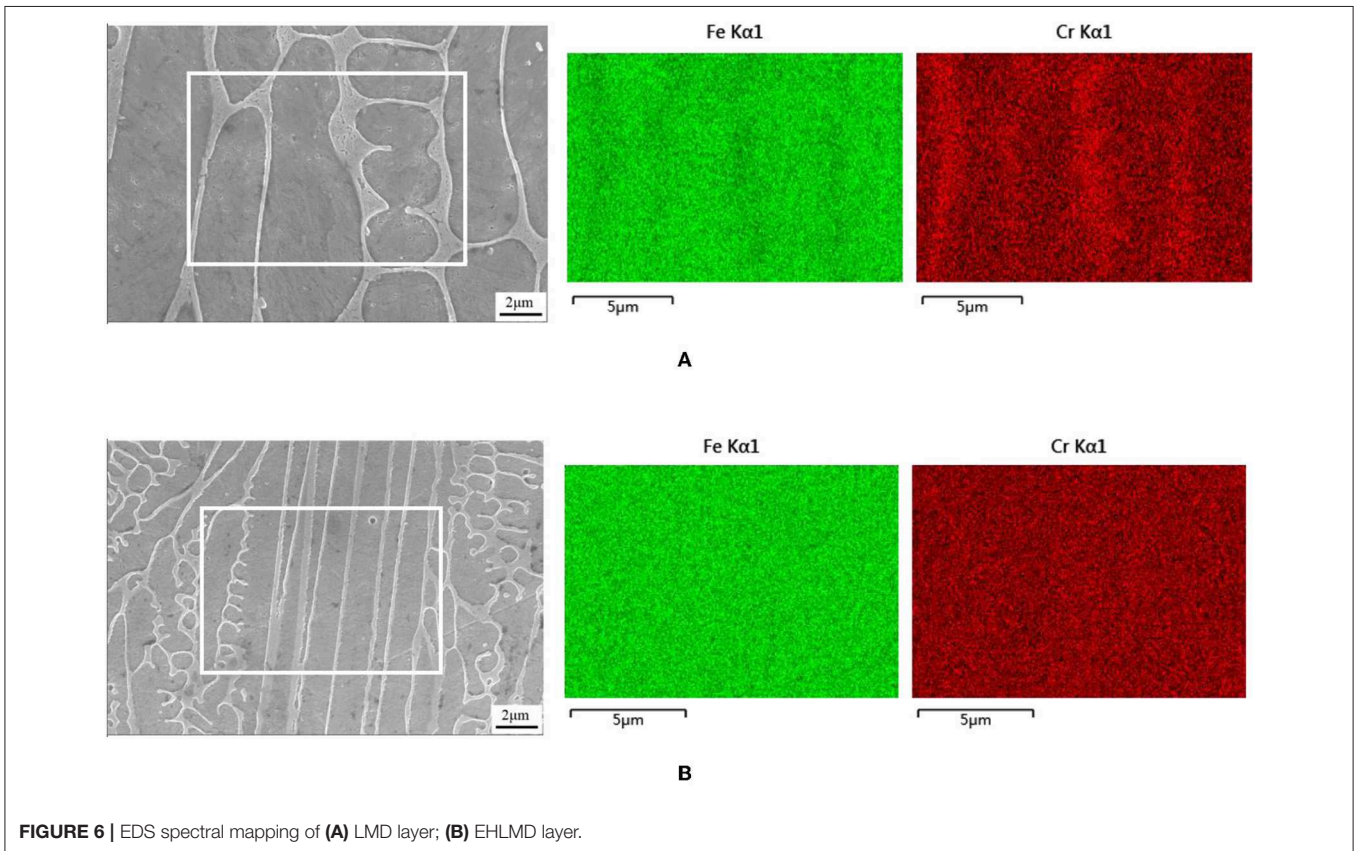 Fe Kα1
Cr Kα1
2μm
5μm
5μm
A
Fe Kα1
Cr Kα1
2μm
5μm
5μm
B
FIGURE 6 | EDS spectral mapping of (A) LMD layer; (B) EHLMD layer.